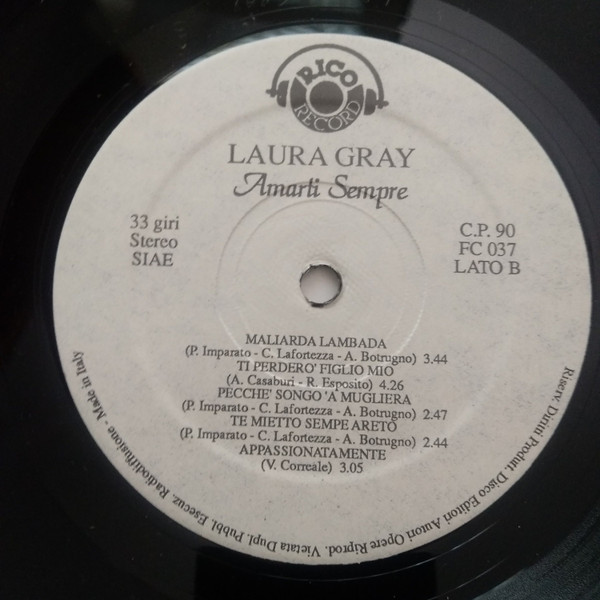 RICO
RECORD
LAURA GRAY
Amarti Sempre
33 giri
Stereo
SIAE
C.P. 90
FC 037
LATO B
MALIARDA LAMBADA
(P. Imparato - C. Lafortezza - A. Botrugno) 3.44
TI PERDERO' FIGLIO MIO
(A. Casaburi - R. Esposito) 4.26
PECCHE' SONGO 'A MUGLIERA
(P. Imparato - C. Lafortezza - A. Botrugno) 2.47
TE MIETTO SEMPE ARETÓ
(P. Imparato - C. Lafortezza - A. Botrugno) 2.44
APPASSIONATAMENTE
(V. Correale) 3.05
Riserv. Diritti Produt. Disco Editori Autori Opere Riprod. Vietata Dupl. Pubbl. Esecuz. Radiodiffusione - Made in Italy